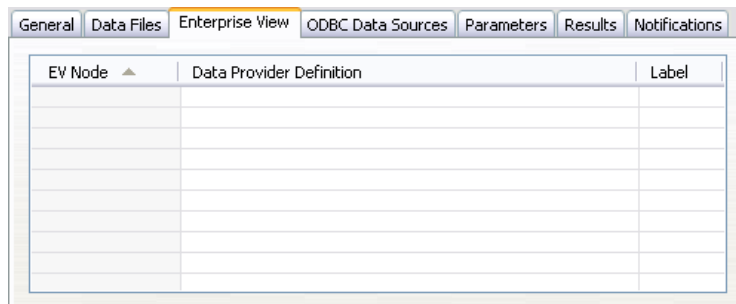 General Data Files Enterprise View ODBC Data Sources Parameters Results Notifications
EV Node Data Provider Definition Label